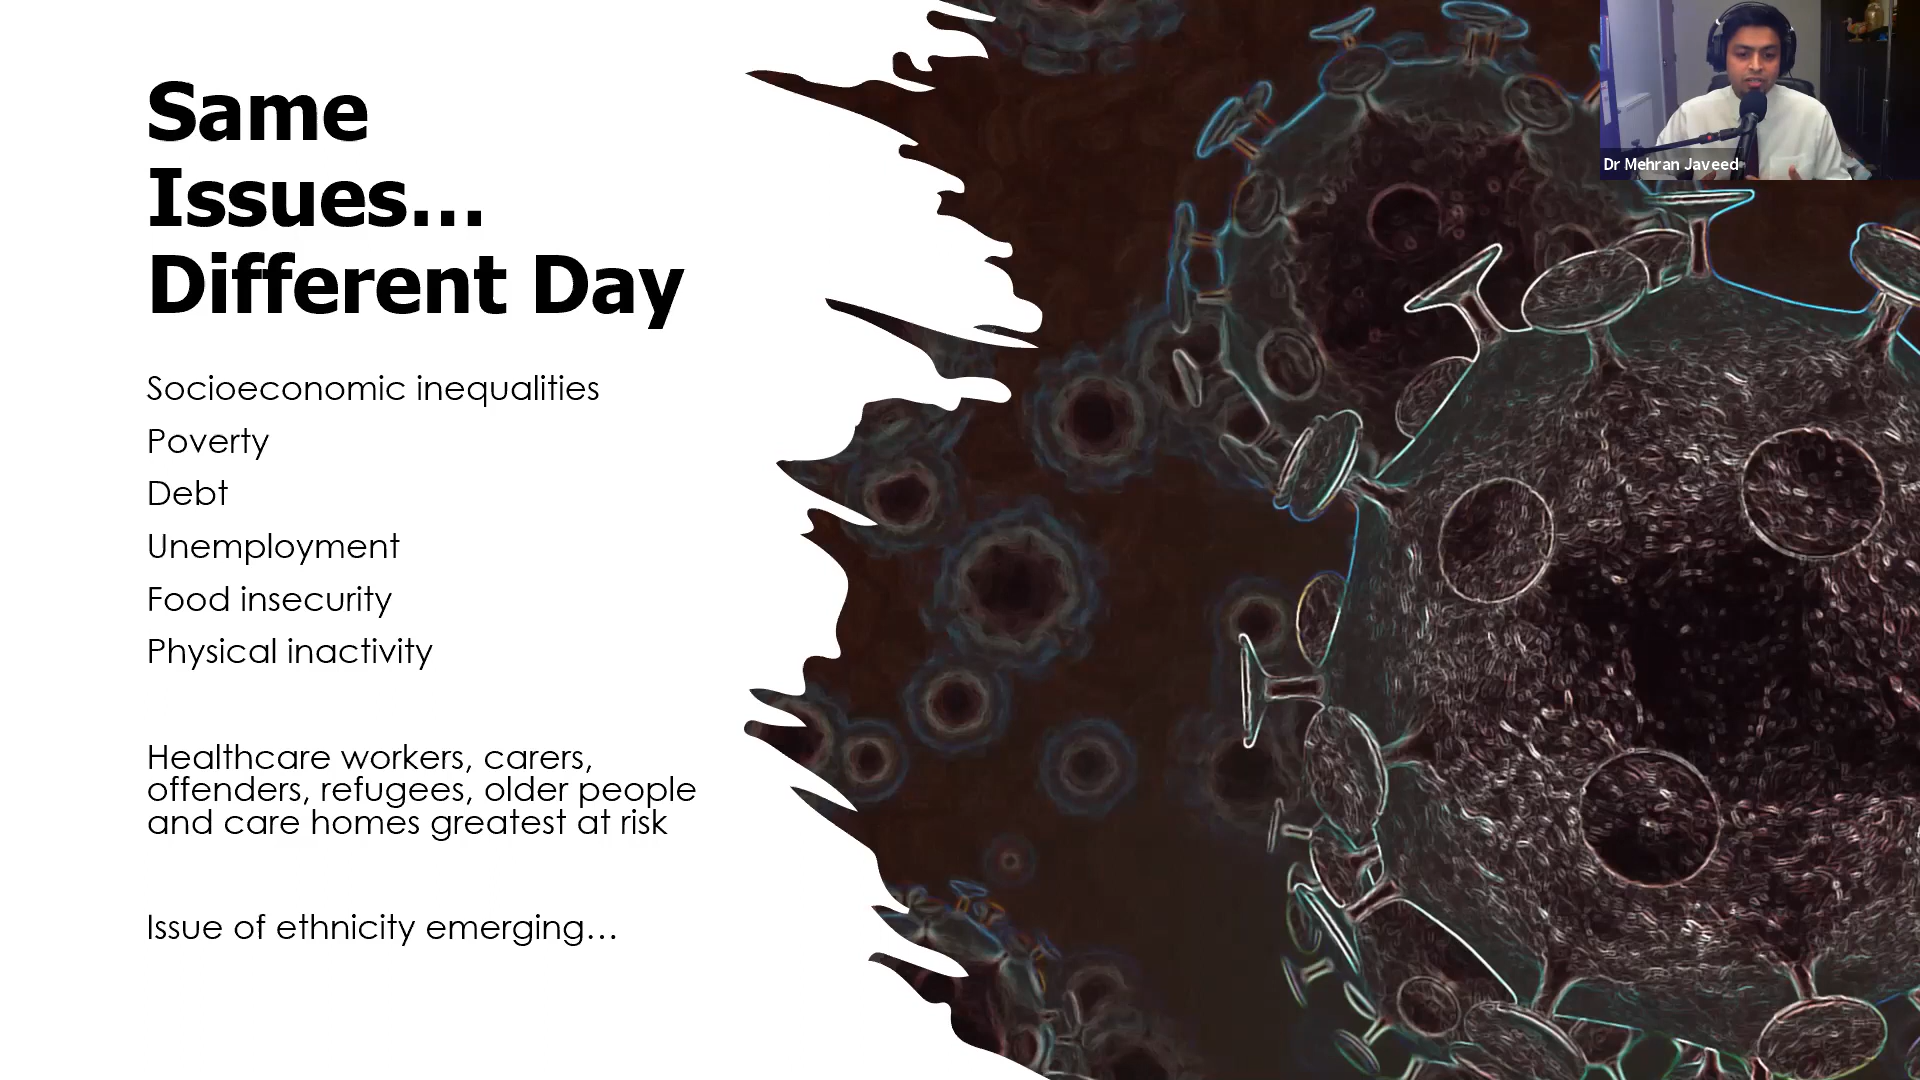 Same
Issues...
Different Day
Socioeconomic inequalities
Poverty
Debt
Unemployment
Food insecurity
Physical inactivity
Healthcare workers, carers,
offenders, refugees, older people
and care homes greatest at risk
Issue of ethnicity emerging...
Dr Mehran Javeed